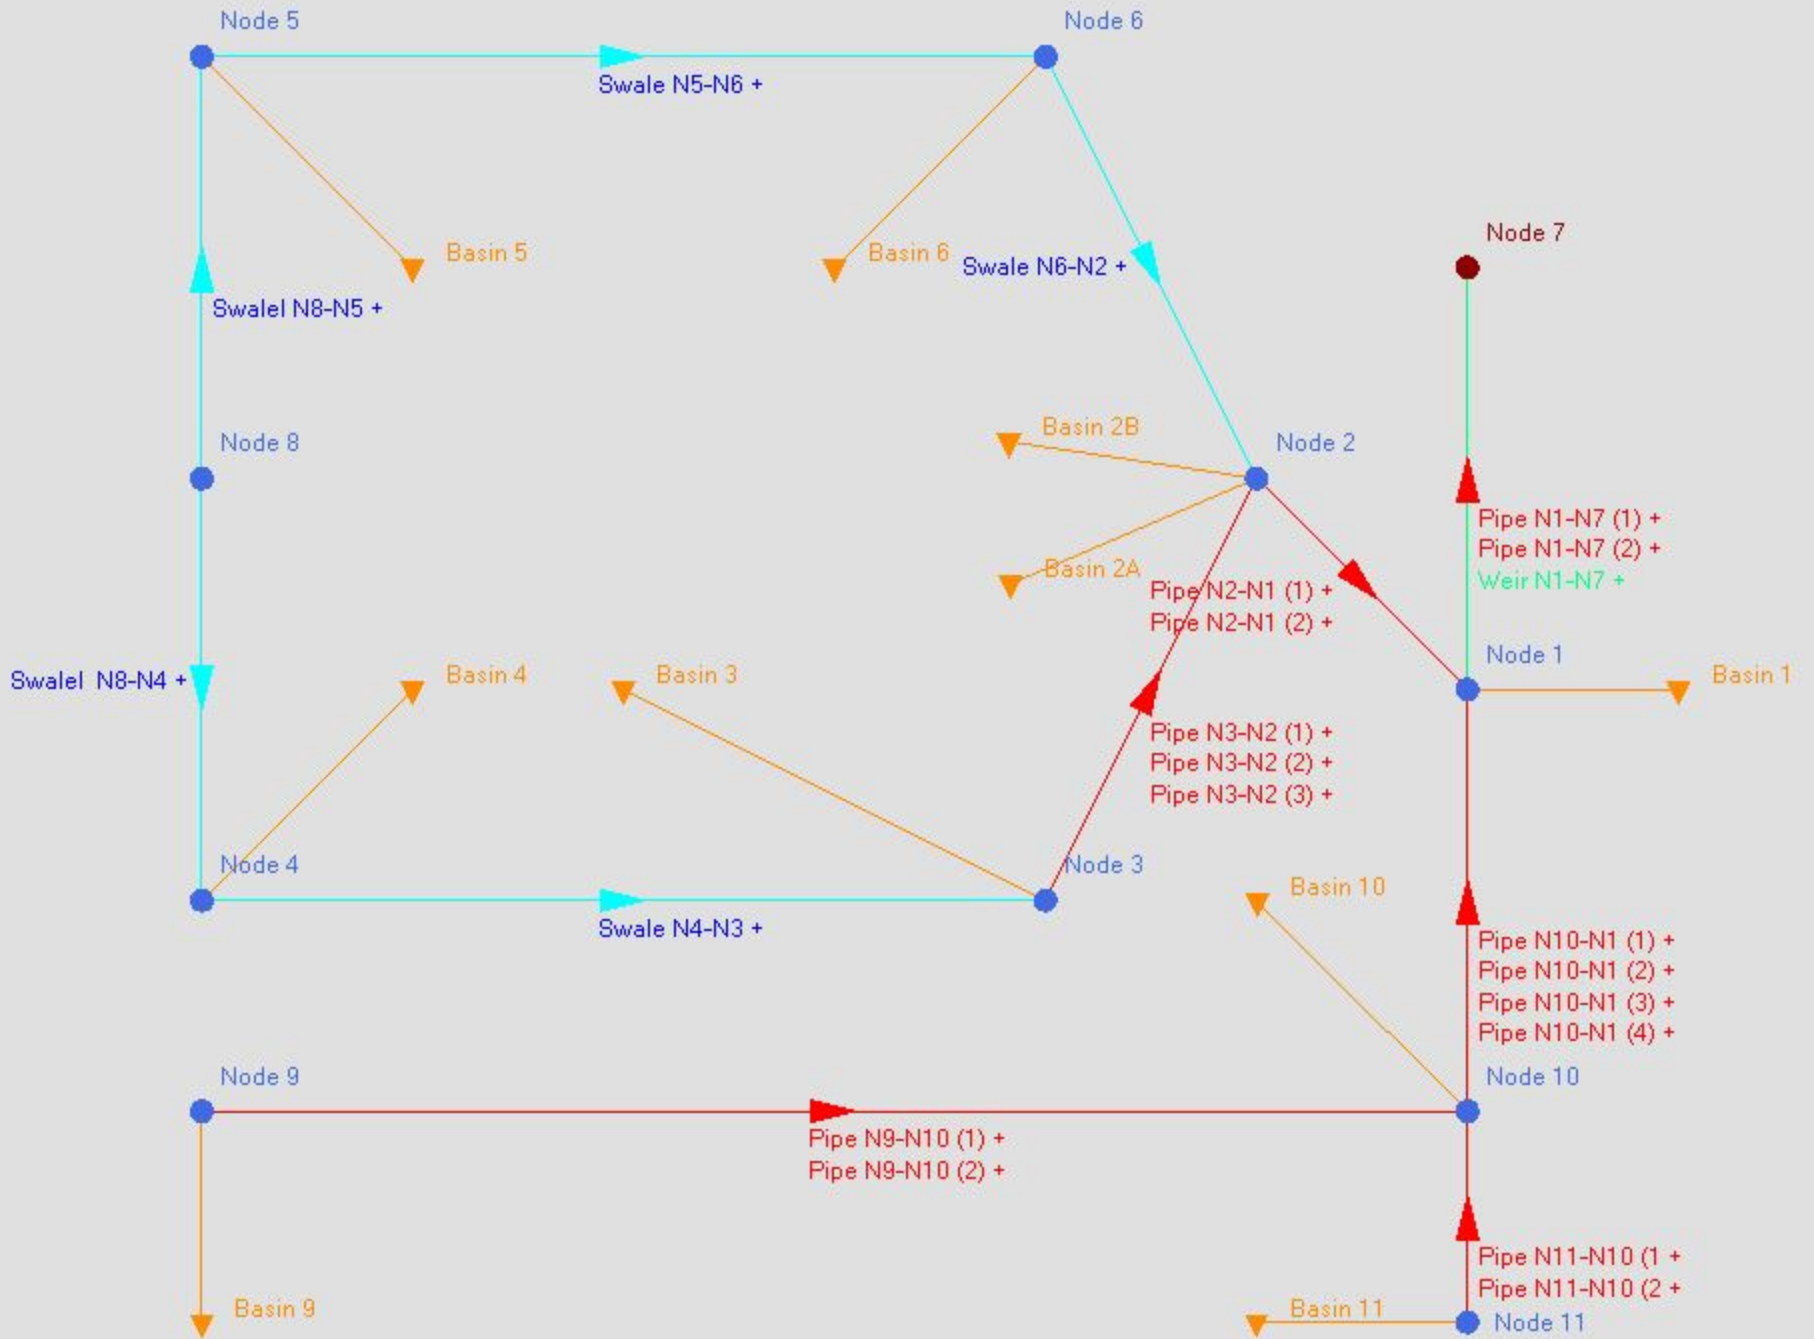 Node 5
Node 6
Swale N5-N6 +
Node 7
Basin 5
Basin 6
Swale N6-N2 +
Swalel N8-N5 +
Basin 2B
Node 8
Node 2
Pipe N1-N7 (1) +
Pipe N1-N7 (2) +
Weir N1-N7 +
Basin 2A
Pipe N2-N1 (1) +
Pipe N2-N1 (2) +
Node 1
Swalel N8-N4 +
Basin 4
Basin 3
Basin 1
Pipe N3-N2 (1) +
Pipe N3-N2 (2) +
Pipe N3-N2 (3) +
Node 4
Node 3
Basin 10
Swale N4-N3 +
Pipe N10-N1 (1) +
Pipe N10-N1 (2) +
Pipe N10-N1 (3) +
Pipe N10-N1 (4) +
Node 9
Node 10
Pipe N9-N10 (1) +
Pipe N9-N10 (2) +
Pipe N11-N10 (1 +
Pipe N11-N10 (2 +
Basin 9
Basin 11
Node 11